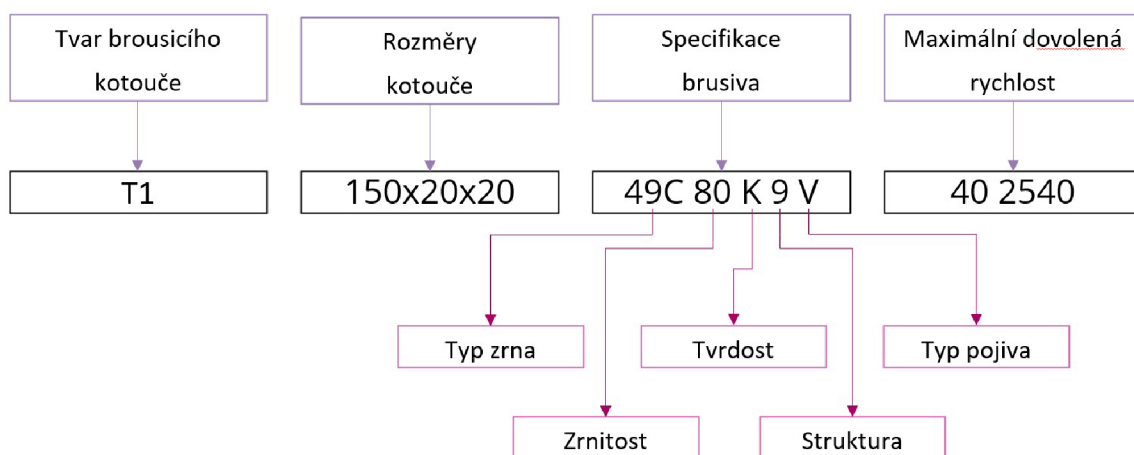 Tvar brousicího
kotouče
Rozměry
kotouče
Specifikace
brusiva
Maximální dovolená
rychlost
T1
150x20x20
49C 80 K 9 V
40 2540
Typ zrna
Tvrdost
Typ pojiva
Zrnitost
Struktura